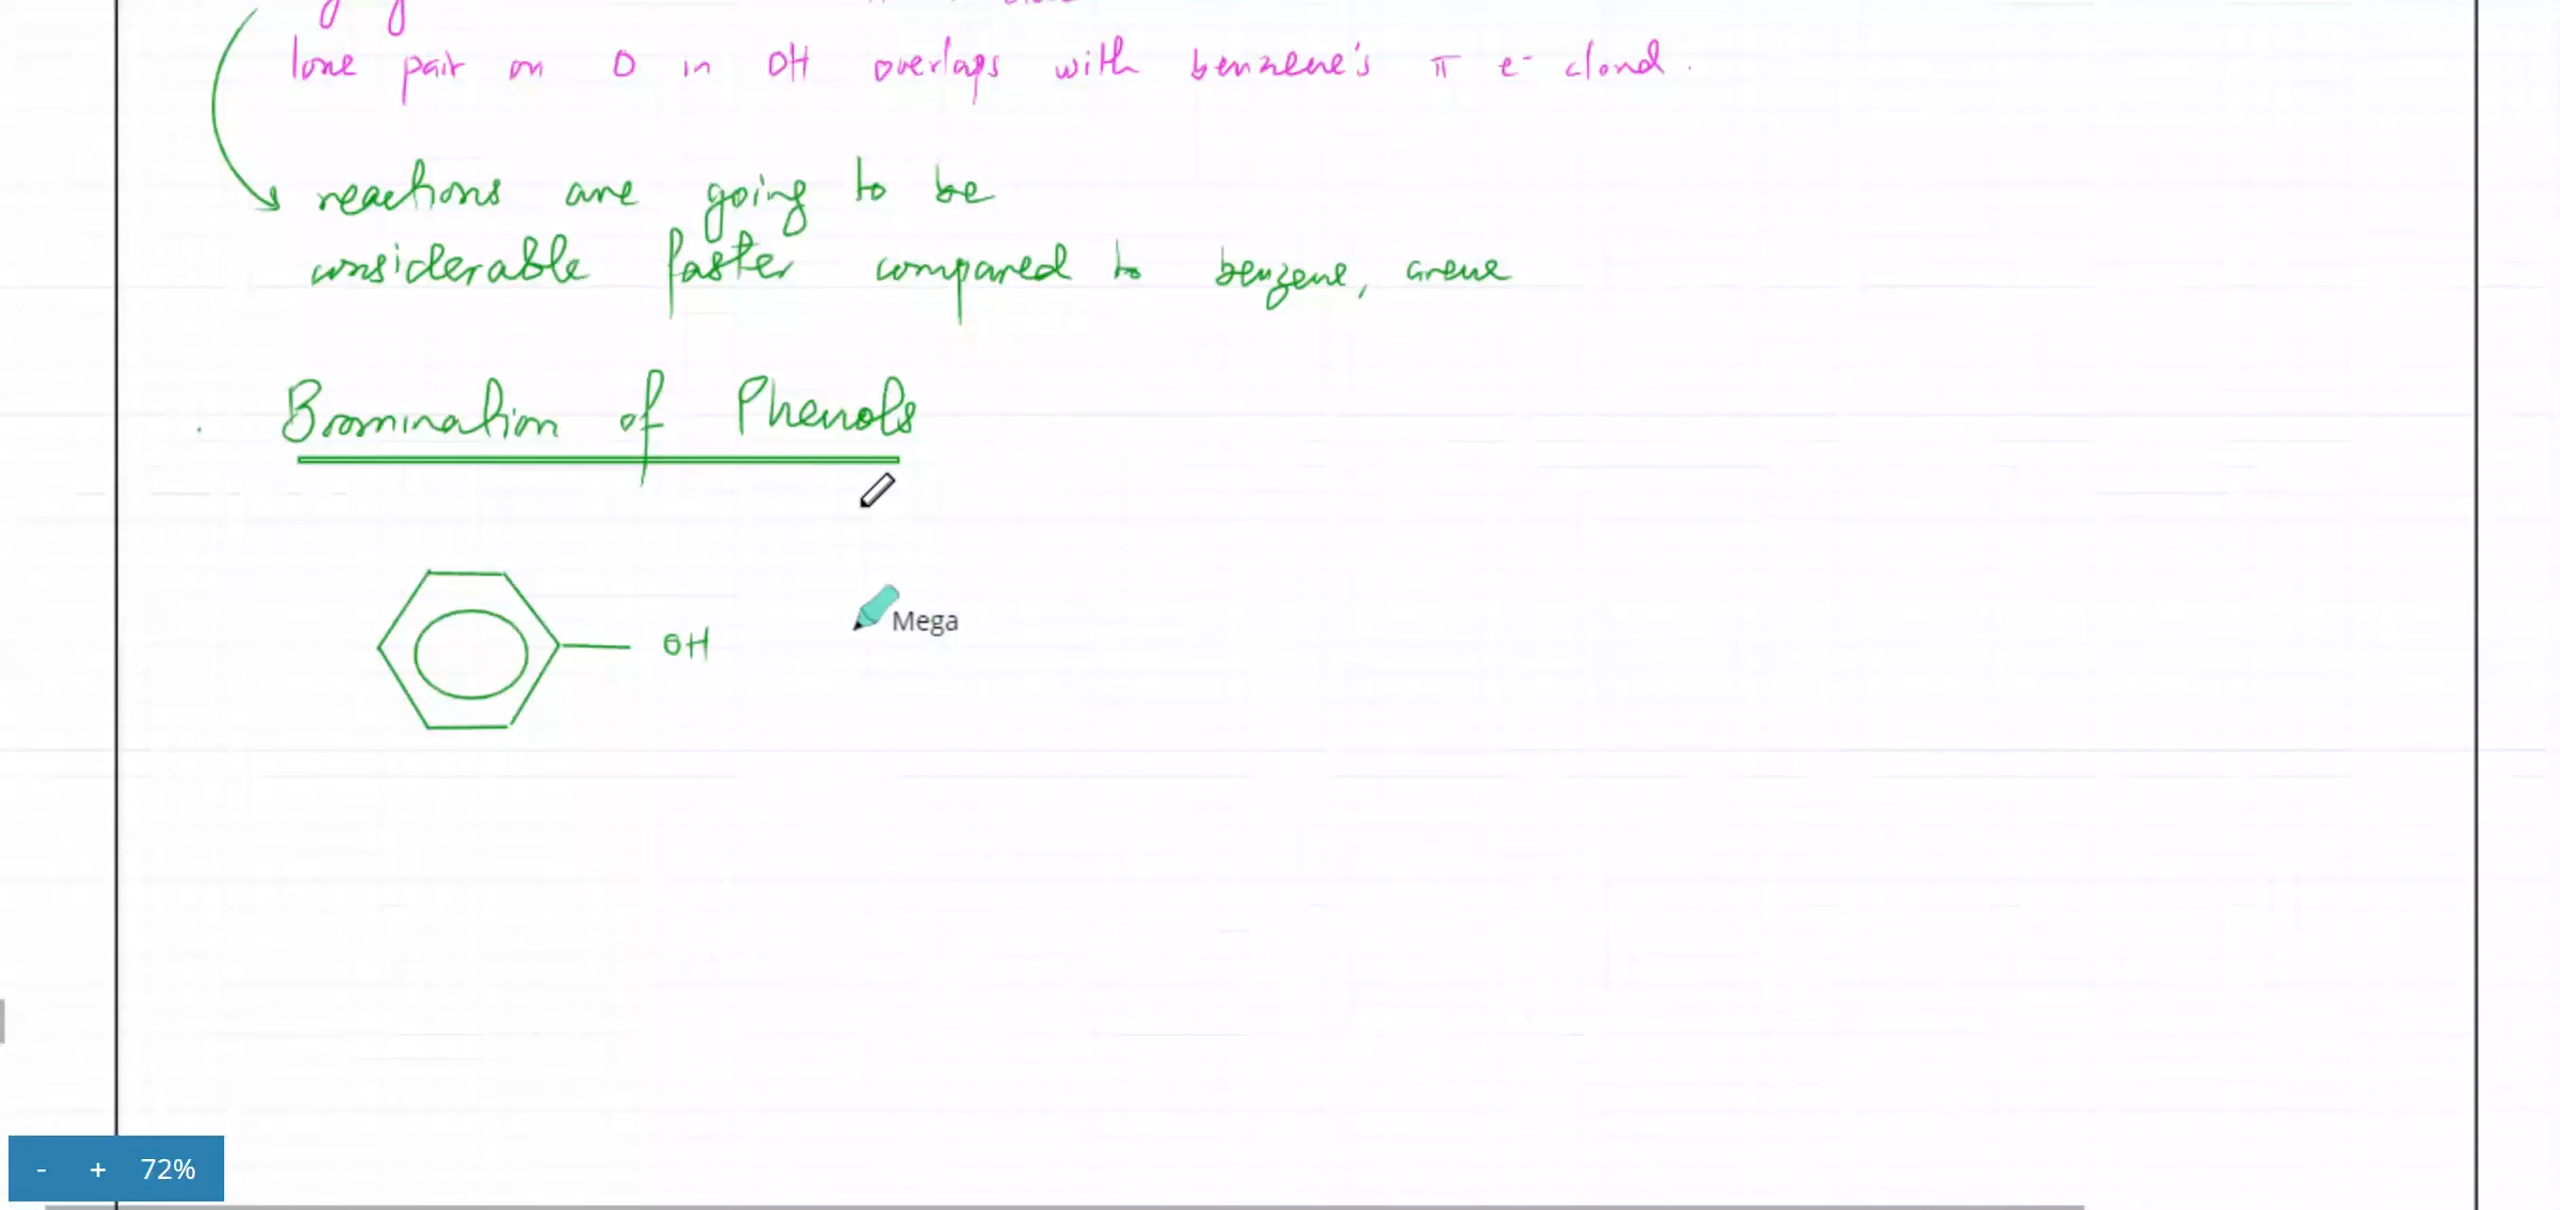 lone pair on O in OH overlaps with benzene's π e⁻ cloud.
reactions are going to be
considerable faster compared to benzene, arene
Bromination of Phenols
OH
Mega
- + 72%